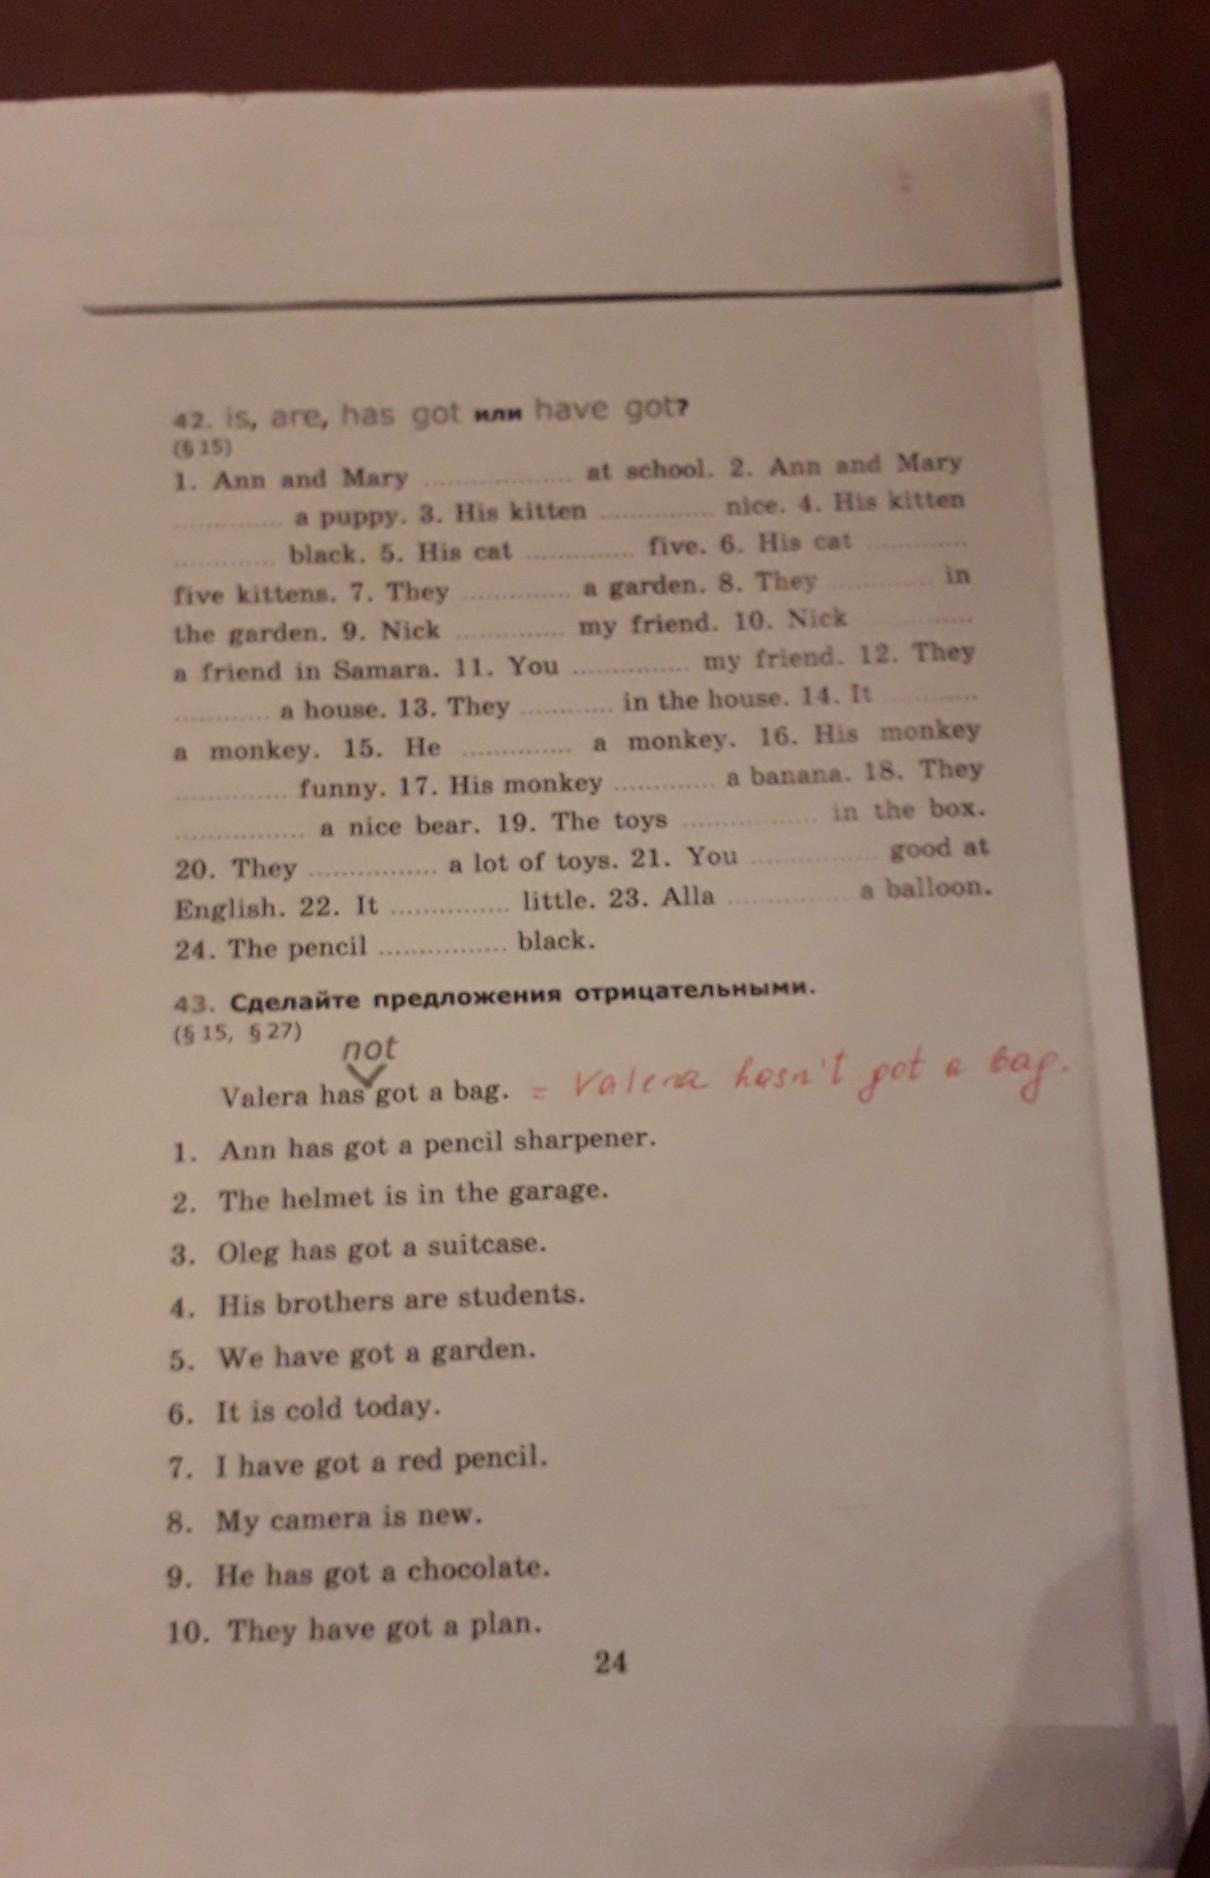 42. is, are, has got или have got?
(§ 15)
1. Ann and Mary ................. at school. 2. Ann and Mary
............. a puppy. 3. His kitten ............. nice. 4. His kitten
............ black. 5. His cat ............. five. 6. His cat ............
five kittens. 7. They ............. a garden. 8. They ............ in
the garden. 9. Nick ............. my friend. 10. Nick .............
a friend in Samara. 11. You .............. my friend. 12. They
........... a house. 13. They ........... in the house. 14. It ...........
a monkey. 15. He ............. a monkey. 16. His monkey
............. funny. 17. His monkey ............ a banana. 18. They
............... a nice bear. 19. The toys ................ in the box.
20. They ............... a lot of toys. 21. You ............... good at
English. 22. It .............. little. 23. Alla .............. a balloon.
24. The pencil ............... black.
43. Сделайте предложения отрицательными.
(§ 15, § 27)
not
Valera has got a bag. = Valera hasn't got a bag.
1. Ann has got a pencil sharpener.
2. The helmet is in the garage.
3. Oleg has got a suitcase.
4. His brothers are students.
5. We have got a garden.
6. It is cold today.
7. I have got a red pencil.
8. My camera is new.
9. He has got a chocolate.
10. They have got a plan.
24